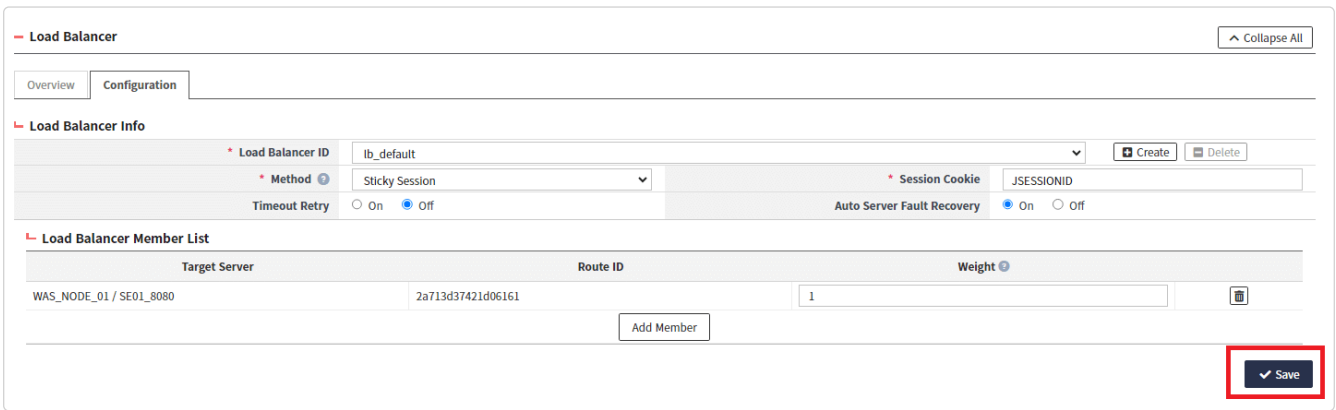 Load Balancer
Collapse All
Overview Configuration
Load Balancer Info
* Load Balancer ID lb_default Create Delete
* Method ? Sticky Session * Session Cookie JSESSIONID
Timeout Retry On Off Auto Server Fault Recovery On Off
Load Balancer Member List
Target Server Route ID Weight ?
WAS_NODE_01 / SE01_8080 2a713d37421d06161 1
Add Member
Save